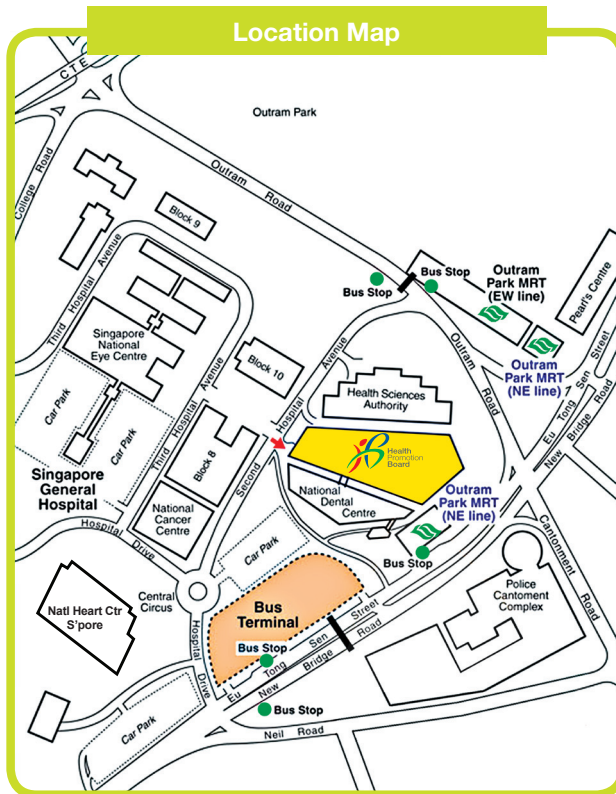 Location Map
CTE
Outram Park
College Road
Outram Road
Block 9
Third Hospital Avenue
Bus Stop
Bus Stop
Outram
Park MRT
(EW line)
Pearl's Centre
Singapore
National
Eye Centre
Block 10
Second Hospital Avenue
Outram Road
Outram
Park MRT
(NE line)
Eu Tong Sen Street
New Bridge Road
Health Sciences
Authority
Car Park
Car Park
Third Hospital Avenue
Block 8
Health
Promotion
Board
Singapore
General
Hospital
National
Cancer
Centre
National
Dental
Centre
Outram
Park MRT
(NE line)
Hospital Drive
Car Park
Bus Stop
Cantonment Road
Central
Circus
Natl Heart Ctr
S'pore
Bus
Terminal
Police
Cantoment
Complex
Bus Stop
Hospital Drive
Eu Tong Sen Street
New Bridge Road
Bus Stop
Car Park
Neil Road